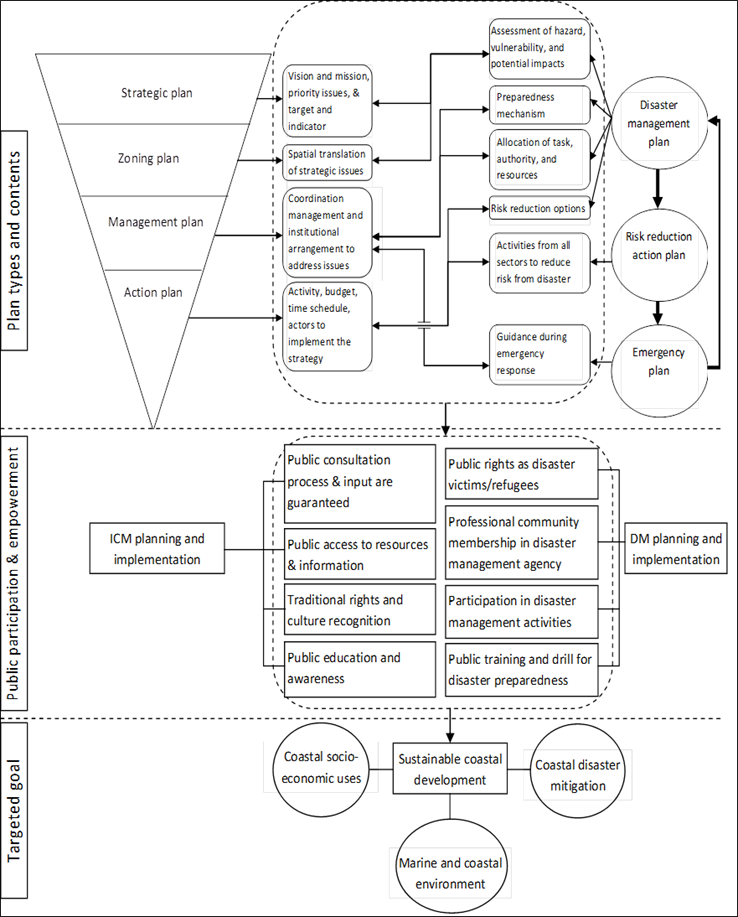 Plan types and contents
Strategic plan
Zoning plan
Management plan
Action plan
Vision and mission,
priority issues, &
target and
indicator
Spatial translation
of strategic issues
Coordination
management and
institutional
arrangement to
address issues
Activity, budget,
time schedule,
actors to
implement the
strategy
Assessment of hazard,
vulnerability, and
potential impacts
Preparedness
mechanism
Allocation of task,
authority, and
resources
Risk reduction options
Activities from all
sectors to reduce
risk from disaster
Guidance during
emergency
response
Disaster
management
plan
Risk reduction
action plan
Emergency
plan
Public participation & empowerment
ICM planning and
implementation
Public consultation
process & input are
guaranteed
Public access to resources
& information
Traditional rights and
culture recognition
Public education and
awareness
Public rights as disaster
victims/refugees
Professional community
membership in disaster
management agency
Participation in disaster
management activities
Public training and drill for
disaster preparedness
DM planning and
implementation
Targeted goal
Coastal socio-
economic uses
Sustainable coastal
development
Coastal disaster
mitigation
Marine and coastal
environment